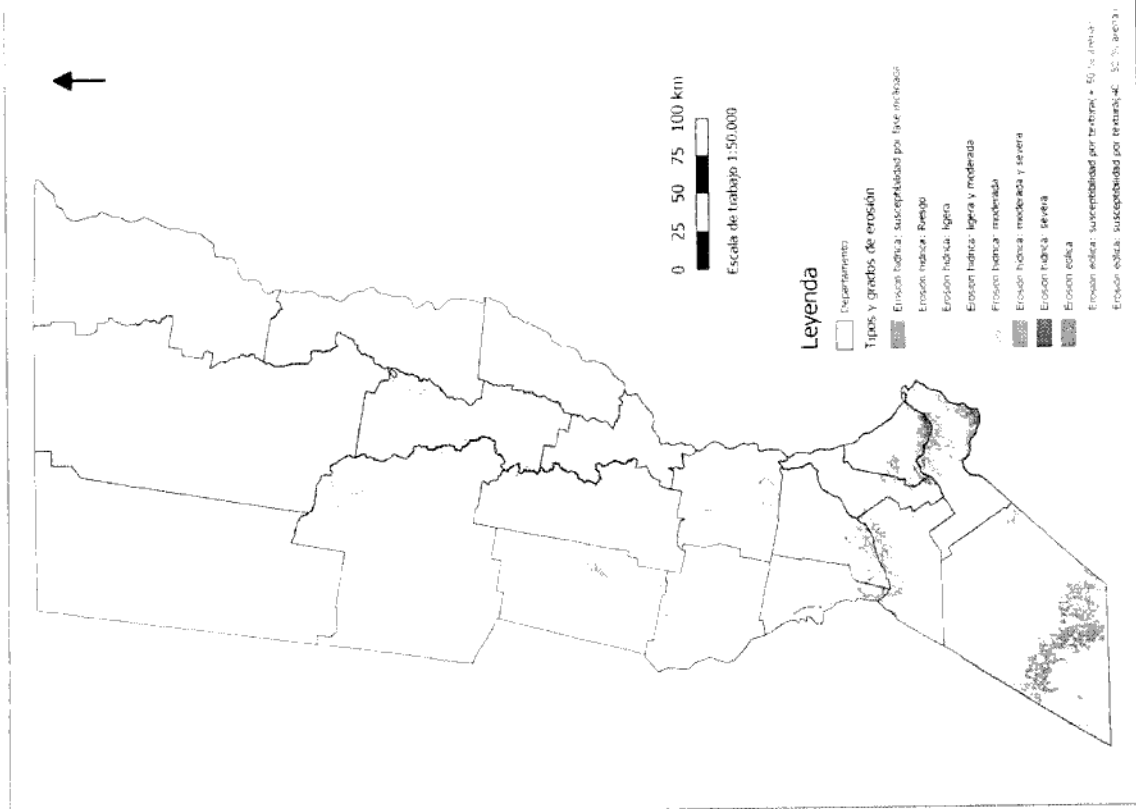 0 25 50 75 100 km
Escala de trabajo 1:50.000
Leyenda
Departamento
Tipos y grados de erosión
Erosión hídrica: susceptibilidad por fase inclinada
Erosión hídrica: Riesgo
Erosión hídrica: ligera
Erosión hídrica: ligera y moderada
Erosión hídrica: moderada
Erosión hídrica: moderada y severa
Erosión hídrica: severa
Erosión eólica
Erosión eólica: susceptibilidad por textura
Erosión eólica: susceptibilidad por textura